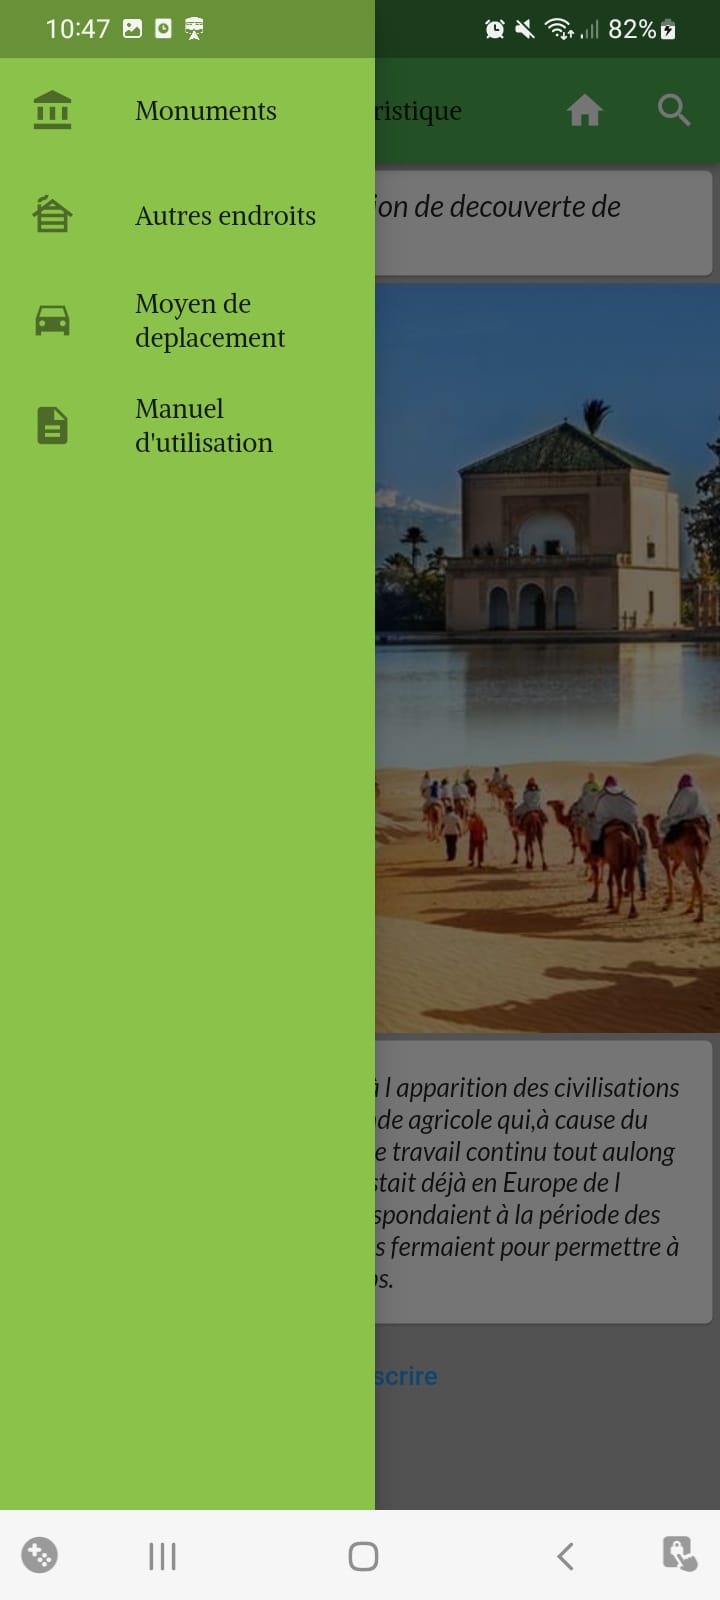 10:47
82%
Monuments
Autres endroits
Moyen de
deplacement
Manuel
d'utilisation
ristique
ion de decouverte de
à l apparition des civilisations
de agricole qui,à cause du
e travail continu tout aulong
stait déjà en Europe de l
spondaient à la période des
s fermaient pour permettre à
s.
scrire